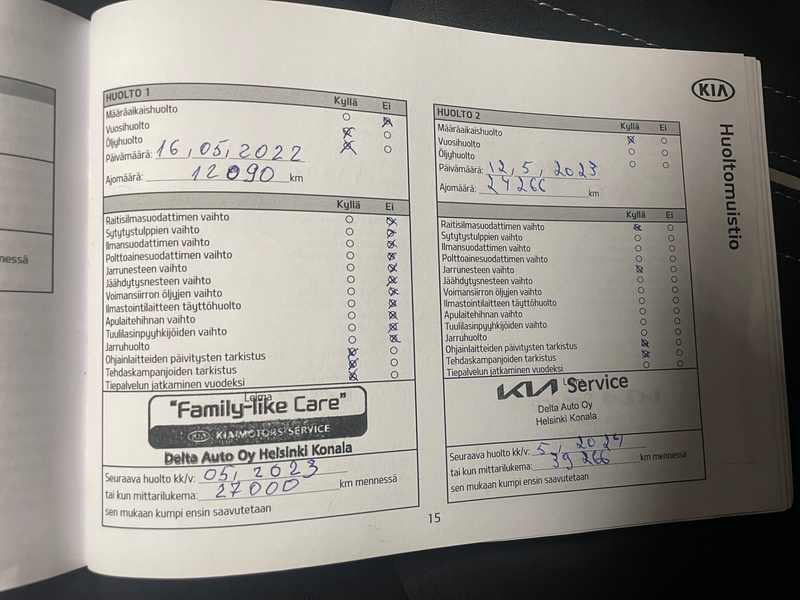 nessä
HUOLTO 1
Kyllä Ei
Määräaikaishuolto
Vuosihuolto
Öljyhuolto
Päivämäärä: 16,05,2022
Ajomäärä: 12090 km
Kyllä Ei
Raitisilmasuodattimen vaihto
Sytytystulppien vaihto
Ilmansuodattimen vaihto
Polttoainesuodattimen vaihto
Jarrunesteen vaihto
Jäähdytysnesteen vaihto
Voimansiirron öljyjen vaihto
Ilmastointilaitteen täyttöhuolto
Apulaitehihnan vaihto
Tuulilasinpyyhkijöiden vaihto
Jarruhuolto
Ohjainlaitteiden päivitysten tarkistus
Tehdaskampanjoiden tarkistus
Tiepalvelun jatkaminen vuodeksi
Leima
"Family-like Care"
KIA KIA MOTORS SERVICE
Delta Auto Oy Helsinki Konala
Seuraava huolto kk/v: 05, 2023
tai kun mittarilukema: 27000 km mennessä
sen mukaan kumpi ensin saavutetaan
HUOLTO 2
Kyllä Ei
Määräaikaishuolto
Vuosihuolto
Öljyhuolto
Päivämäärä: 12,5,2023
Ajomäärä: 24266 km
Kyllä Ei
Raitisilmasuodattimen vaihto
Sytytystulppien vaihto
Ilmansuodattimen vaihto
Polttoainesuodattimen vaihto
Jarrunesteen vaihto
Jäähdytysnesteen vaihto
Voimansiirron öljyjen vaihto
Ilmastointilaitteen täyttöhuolto
Apulaitehihnan vaihto
Tuulilasinpyyhkijöiden vaihto
Jarruhuolto
Ohjainlaitteiden päivitysten tarkistus
Tehdaskampanjoiden tarkistus
Tiepalvelun jatkaminen vuodeksi
KIA Service
Delta Auto Oy
Helsinki Konala
Seuraava huolto kk/v: 5, 2024
tai kun mittarilukema: 39266 km mennessä
sen mukaan kumpi ensin saavutetaan
KIA
Huoltomuistio
15